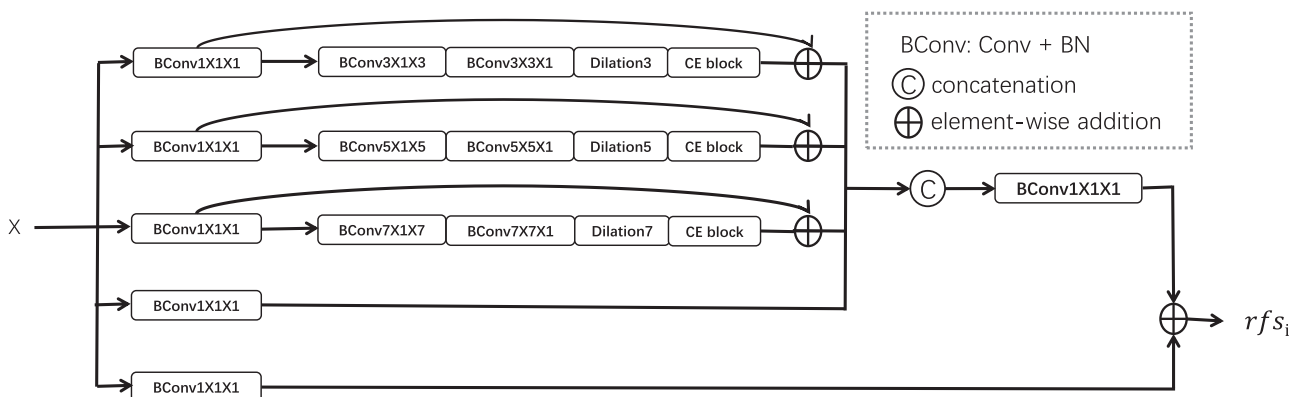 BConv1X1X1 BConv3X1X3 BConv3X3X1 Dilation3 CE block
BConv: Conv + BN
C concatenation
element-wise addition
BConv1X1X1 BConv5X1X5 BConv5X5X1 Dilation5 CE block
C BConv1X1X1
X BConv1X1X1 BConv7X1X7 BConv7X7X1 Dilation7 CE block
BConv1X1X1
rfs_i
BConv1X1X1